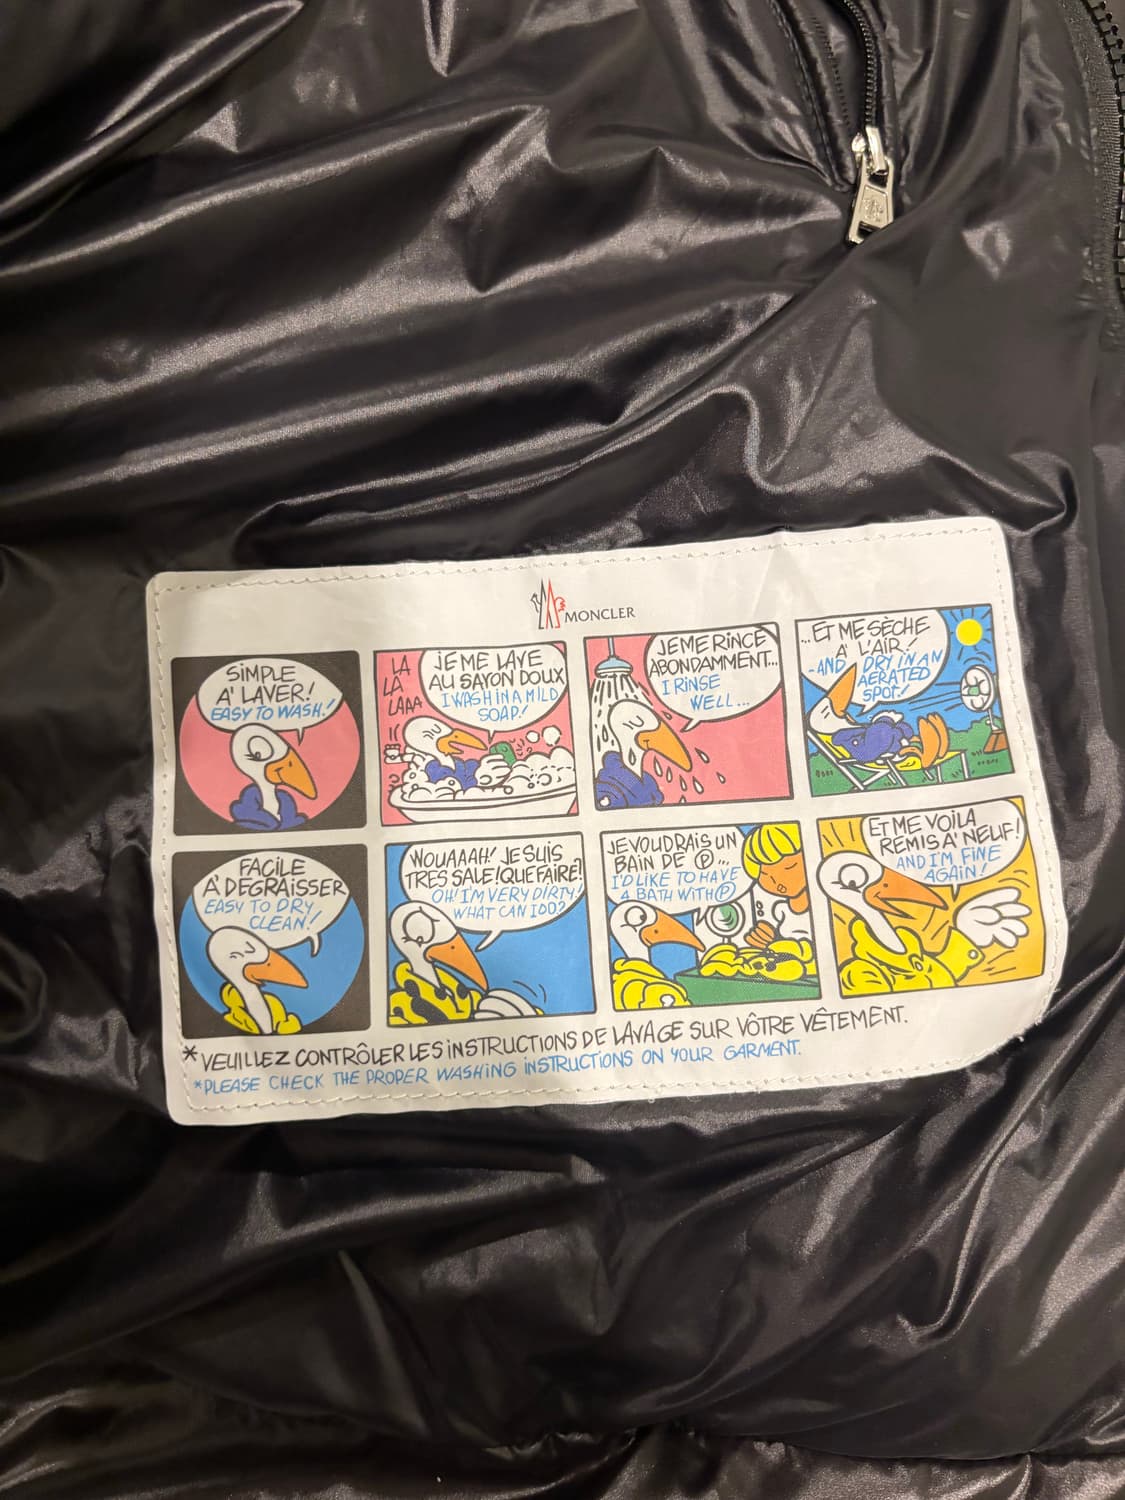 MONCLER
SIMPLE
A' LAVER!
EASY TO WASH!
LA
LA
LAAA
JE ME LAVE
AU SAVON DOUX
I WASH IN A MILD
SOAP!
JE ME RINCE
ABONDAMMENT...
I RINSE
WELL...
...ET ME SÈCHE
A' L'AIR!
-AND DRY IN AN
AERATED
SPOT!
FACILE
A' DEGRAISSER
EASY TO DRY
CLEAN!
WOUAAAH! JE SUIS
TRES SALE! QUE FAIRE?
OH! I'M VERY DIRTY!
WHAT CAN I DO?
JE VOUDRAIS UN
BAIN DE Ⓟ...
I'D LIKE TO HAVE
A BATH WITH Ⓟ
ET ME VOILA
REMIS A' NEUF!
AND I'M FINE
AGAIN!
*VEUILLEZ CONTRÔLER LES INSTRUCTIONS DE LAVAGE SUR VÔTRE VÊTEMENT.
*PLEASE CHECK THE PROPER WASHING INSTRUCTIONS ON YOUR GARMENT.